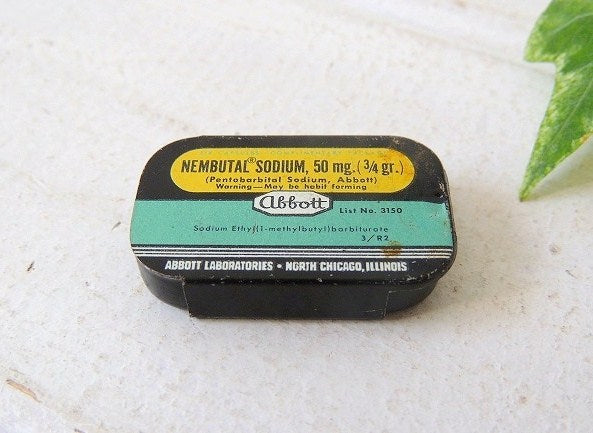 NEMBUTAL® SODIUM, 50 mg. (3/4 gr.)
(Pentobarbital Sodium, Abbott)
Warning—May be habit forming
abbott
List No. 3150
Sodium Ethyl(1-methylbutyl)barbiturate
3/R2
ABBOTT LABORATORIES • NORTH CHICAGO, ILLINOIS